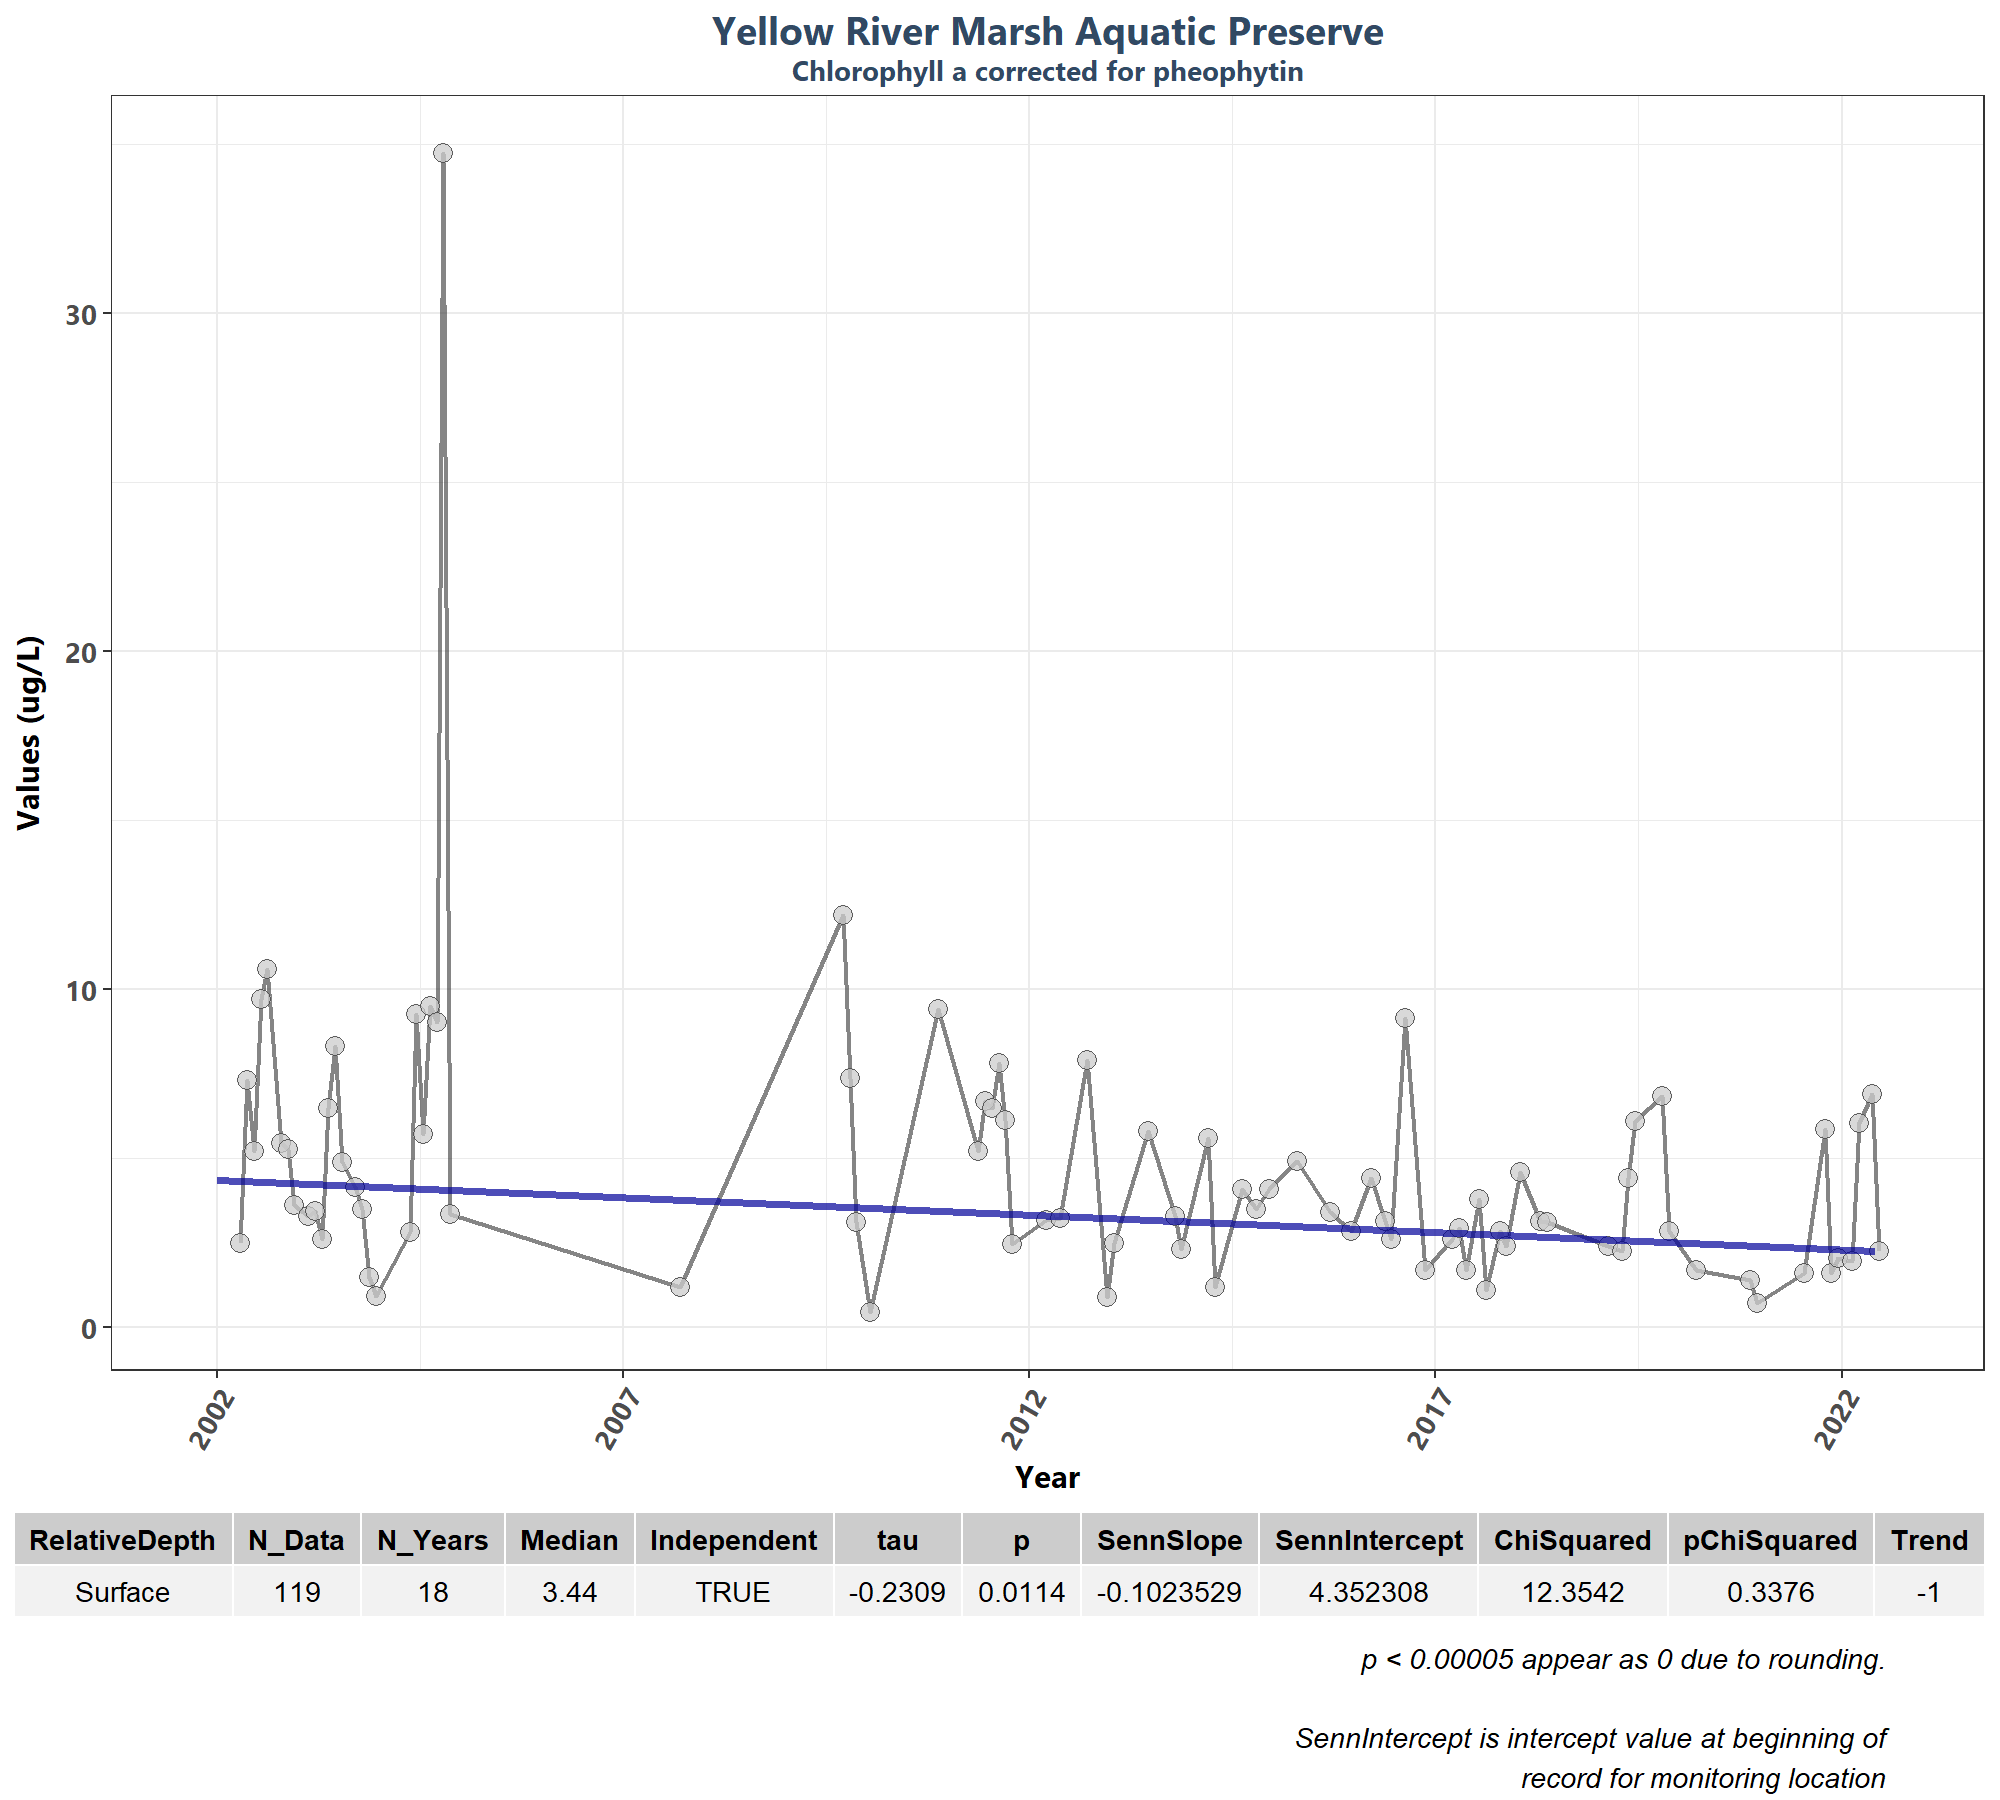 Yellow River Marsh Aquatic Preserve
Chlorophyll a corrected for pheophytin
Values (ug/L)
30
20
10
0
2002 2007 2012 2017 2022
Year
RelativeDepth N_Data N_Years Median Independent tau p SennSlope SennIntercept ChiSquared pChiSquared Trend
Surface 119 18 3.44 TRUE -0.2309 0.0114 -0.1023529 4.352308 12.3542 0.3376 -1
p < 0.00005 appear as 0 due to rounding.
SennIntercept is intercept value at beginning of
record for monitoring location